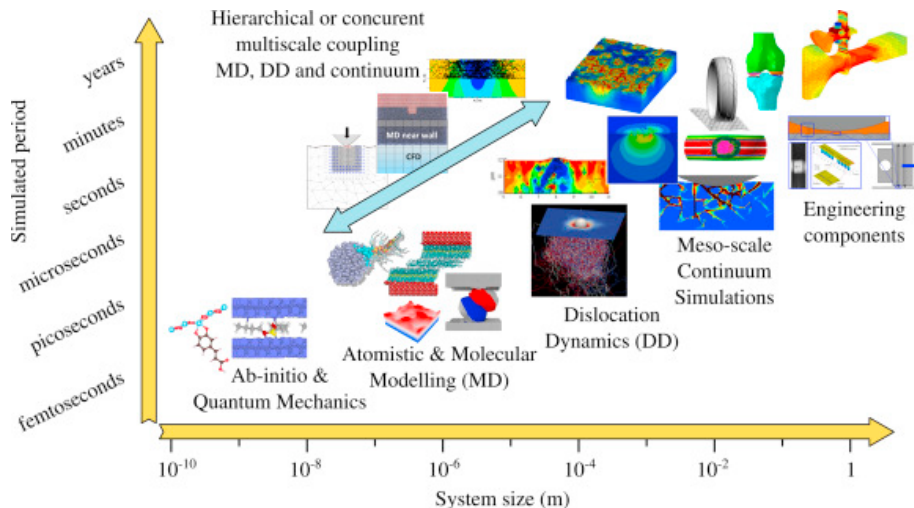 Hierarchical or concurent
multiscale coupling
MD, DD and continuum
Simulated period
years
minutes
seconds
microseconds
picoseconds
femtoseconds
MD near wall
CFD
Engineering
components
Meso-scale
Continuum
Simulations
Dislocation
Dynamics (DD)
Atomistic & Molecular
Modelling (MD)
Ab-initio &
Quantum Mechanics
10-10
10-8
10-6
10-4
10-2
1
System size (m)